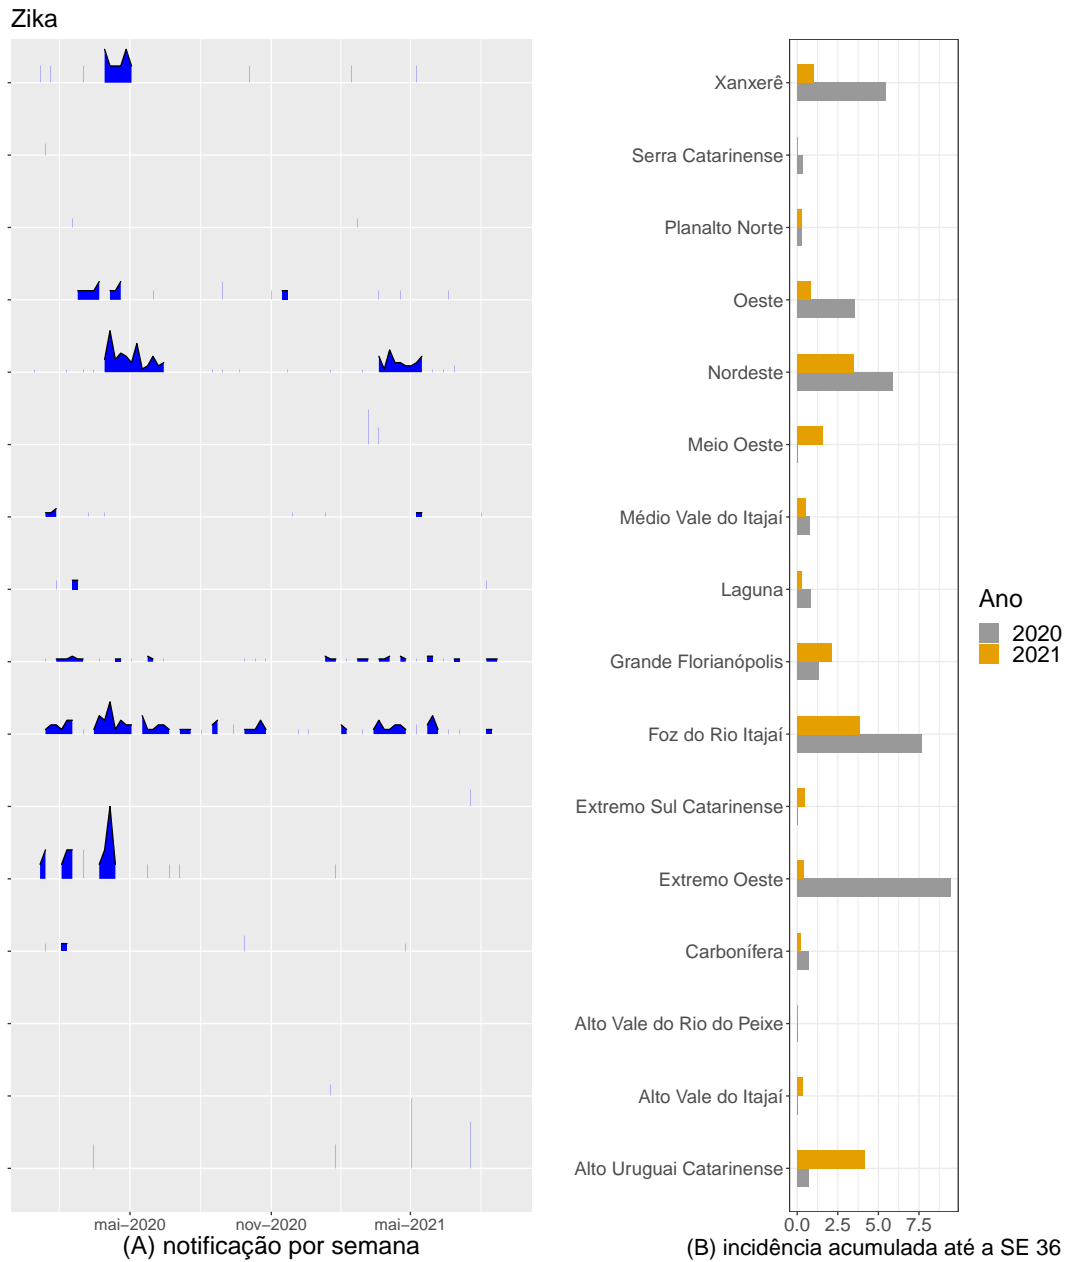 Zika
Xanxerê
Serra Catarinense
Planalto Norte
Oeste
Nordeste
Meio Oeste
Médio Vale do Itajaí
Laguna
Grande Florianópolis
Foz do Rio Itajaí
Extremo Sul Catarinense
Extremo Oeste
Carbonífera
Alto Vale do Rio do Peixe
Alto Vale do Itajaí
Alto Uruguai Catarinense
Ano
2020
2021
mai–2020 nov–2020 mai–2021
(A) notificação por semana
0.0 2.5 5.0 7.5
(B) incidência acumulada até a SE 36